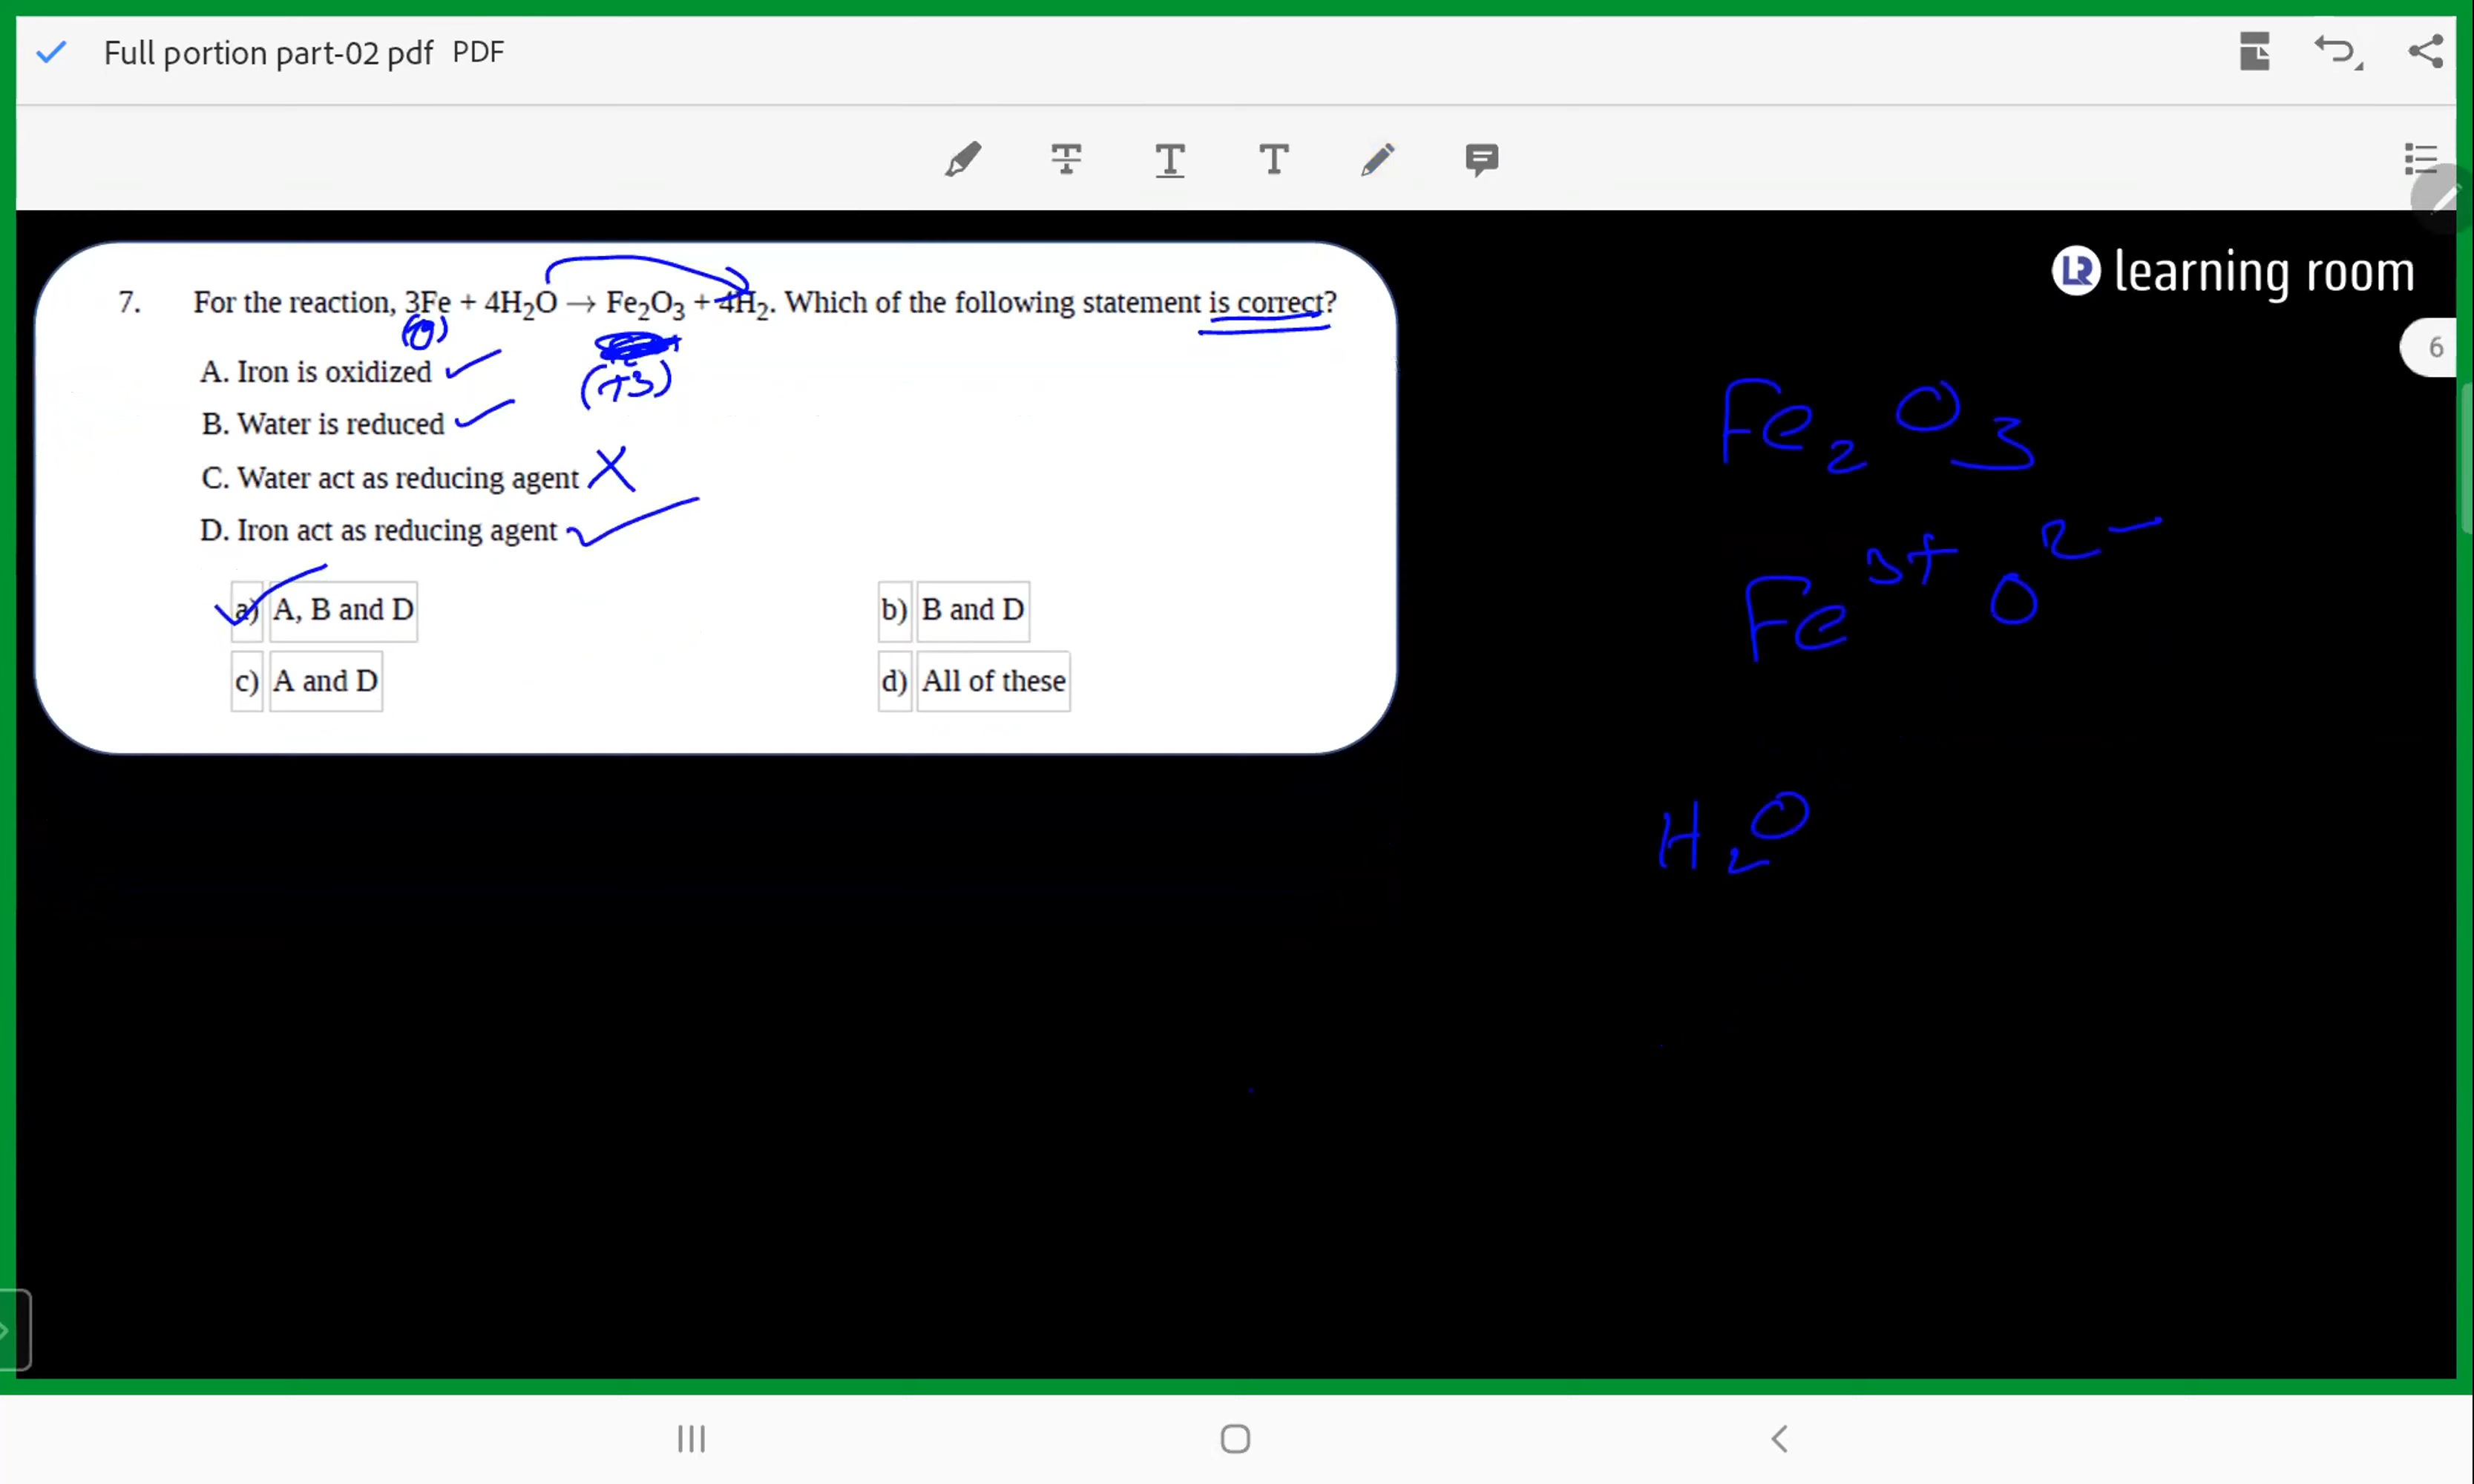 Full portion part-02 pdf PDF
learning room
6
7. For the reaction, 3Fe + 4H₂O → Fe₂O₃ + 4H₂. Which of the following statement is correct?
(+3)
A. Iron is oxidized
B. Water is reduced
C. Water act as reducing agent
D. Iron act as reducing agent
a) A, B and D
b) B and D
c) A and D
d) All of these
Fe₂O₃
Fe³⁺ O²⁻
H₂O